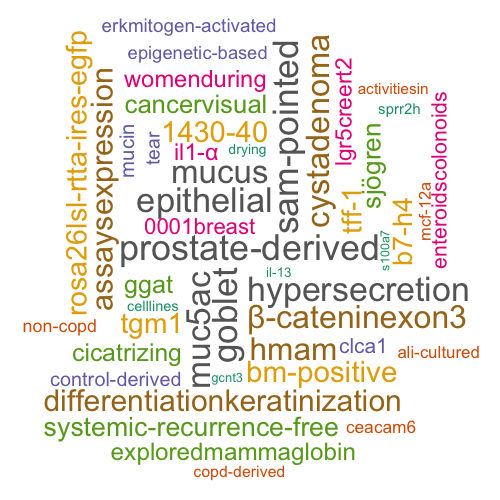 erkmitogen-activated
epigenetic-based
womenduring
cancervisual
activitiesin
sprr2h
1430-40
il1-α
drying
mucus
epithelial
0001breast
prostate-derived
il-13
ggat
hypersecretion
celllines
tgm1
β-cateninexon3
non-copd
cicatrizing
hmam
clca1
ali-cultured
control-derived
gcnt3
bm-positive
differentiationkeratinization
systemic-recurrence-free
ceacam6
exploredmammaglobin
copd-derived
rosa26lsl-rtta-ires-egfp
assaysexpression
mucin
tear
sam-pointed
cystadenoma
lgr5creert2
tff-1
sjögren
s100a7
b7-h4
mcf-12a
enteroidscolonoids
muc5ac
goblet